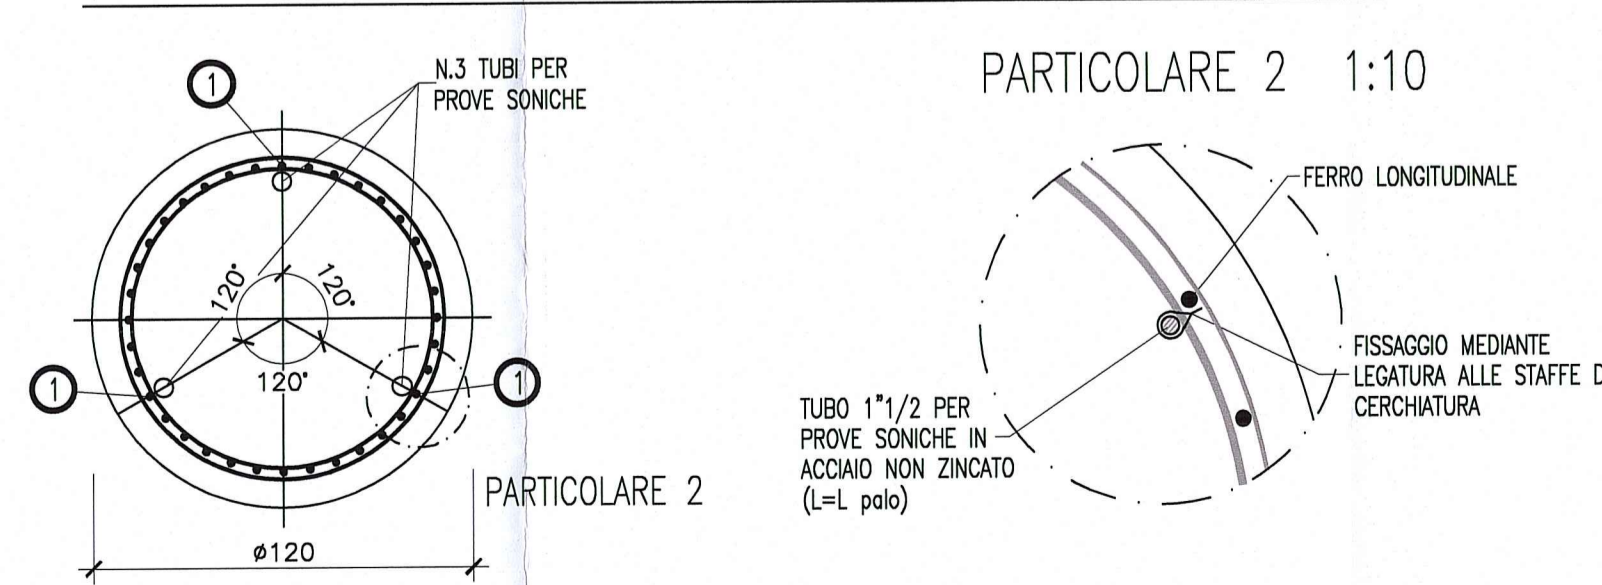 N.3 TUBI PER
PROVE SONICHE
1
120°
120°
120°
1
1
PARTICOLARE 2
ø120
PARTICOLARE 2 1:10
FERRO LONGITUDINALE
FISSAGGIO MEDIANTE
LEGATURA ALLE STAFFE D
CERCHIATURA
TUBO 1"1/2 PER
PROVE SONICHE IN
ACCIAIO NON ZINCATO
(L=L palo)